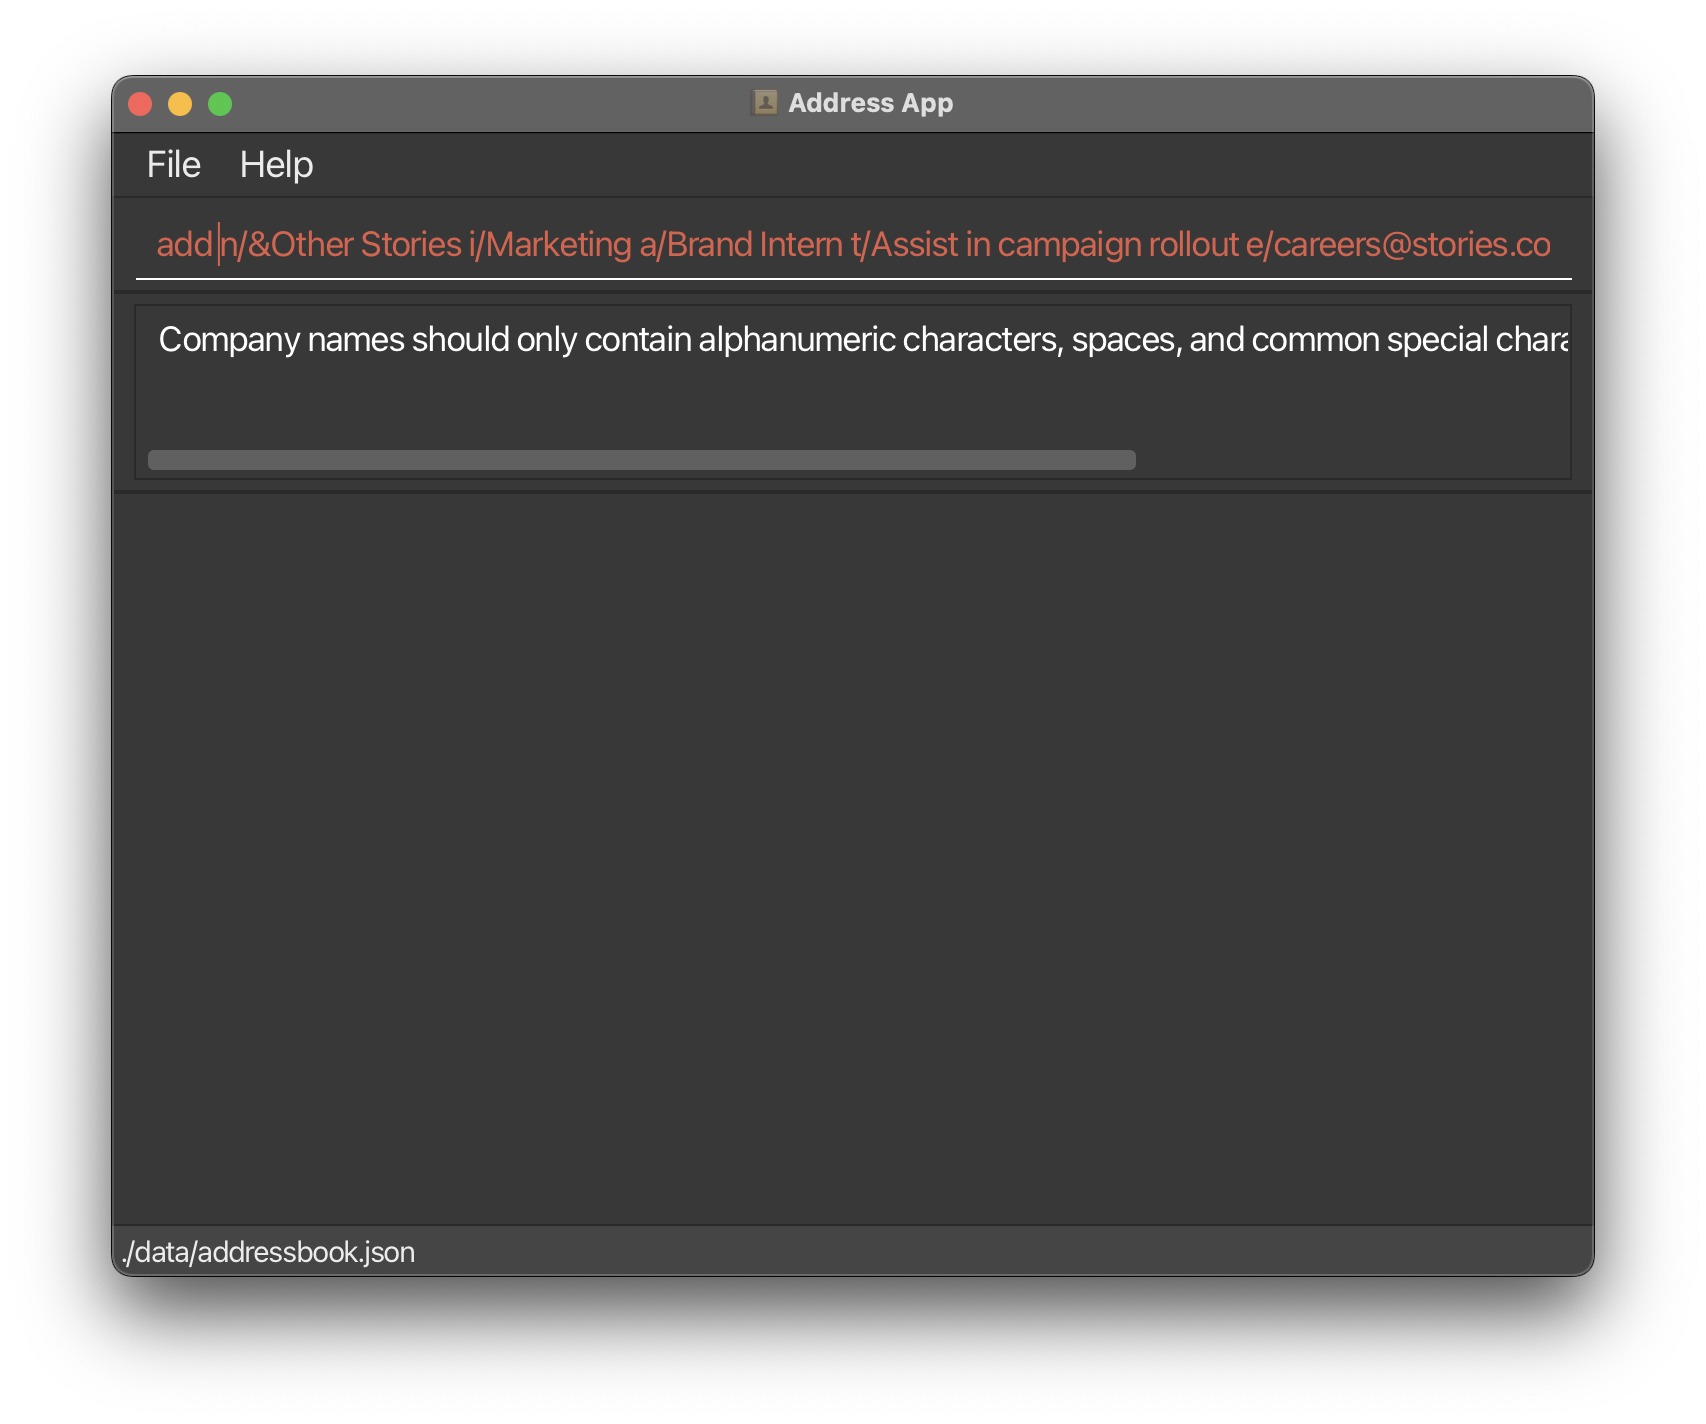 Address App
File Help
add n/&Other Stories i/Marketing a/Brand Intern t/Assist in campaign rollout e/careers@stories.co
Company names should only contain alphanumeric characters, spaces, and common special chara
./data/addressbook.json